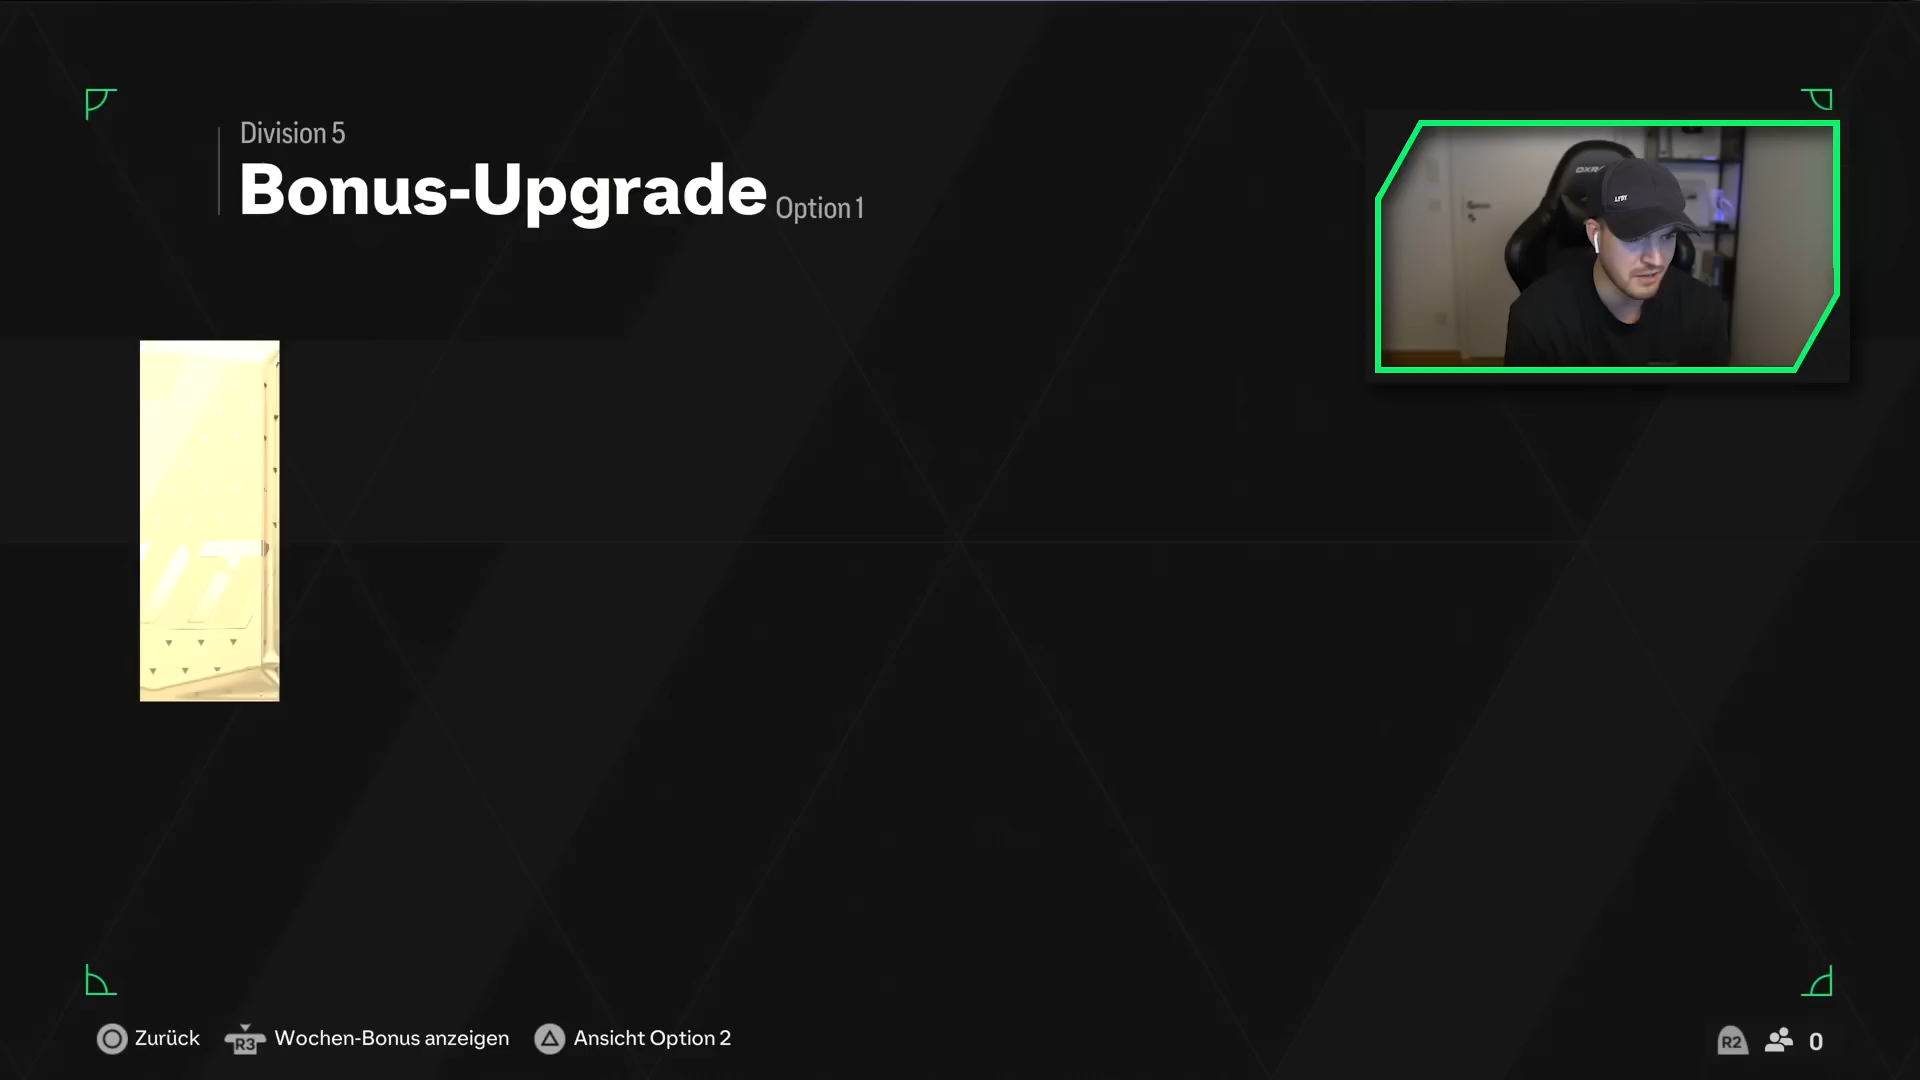 Division 5
Bonus-Upgrade Option 1
Zurück
R3 Wochen-Bonus anzeigen
Ansicht Option 2
R2 0